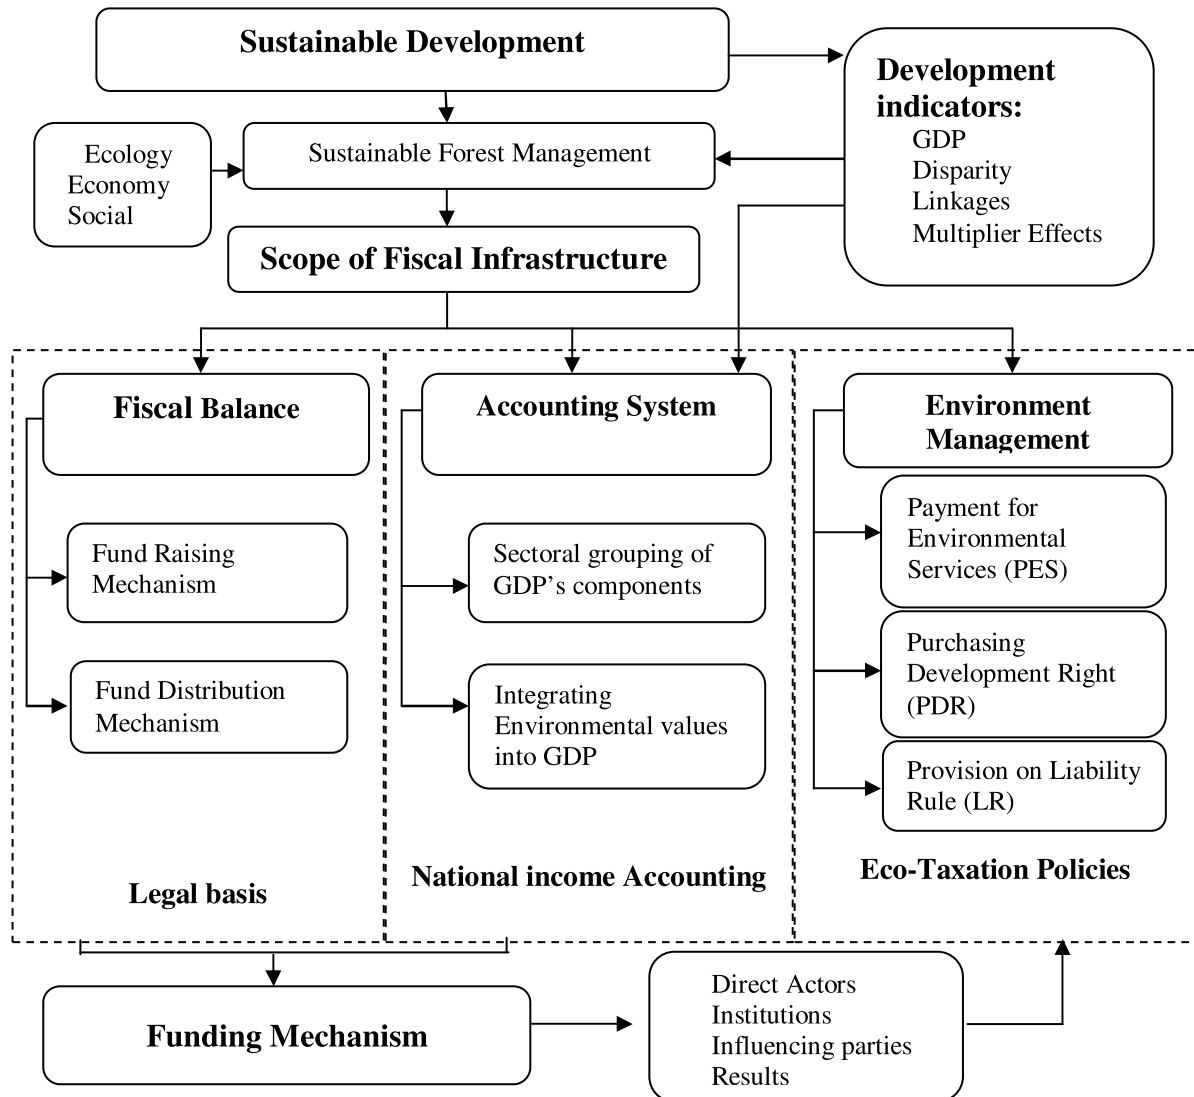 Sustainable Development
Development
indicators:
GDP
Disparity
Linkages
Multiplier Effects
Ecology
Economy
Social
Sustainable Forest Management
Scope of Fiscal Infrastructure
Fiscal Balance
Fund Raising
Mechanism
Fund Distribution
Mechanism
Legal basis
Accounting System
Sectoral grouping of
GDP’s components
Integrating
Environmental values
into GDP
National income Accounting
Environment
Management
Payment for
Environmental
Services (PES)
Purchasing
Development Right
(PDR)
Provision on Liability
Rule (LR)
Eco-Taxation Policies
Funding Mechanism
Direct Actors
Institutions
Influencing parties
Results